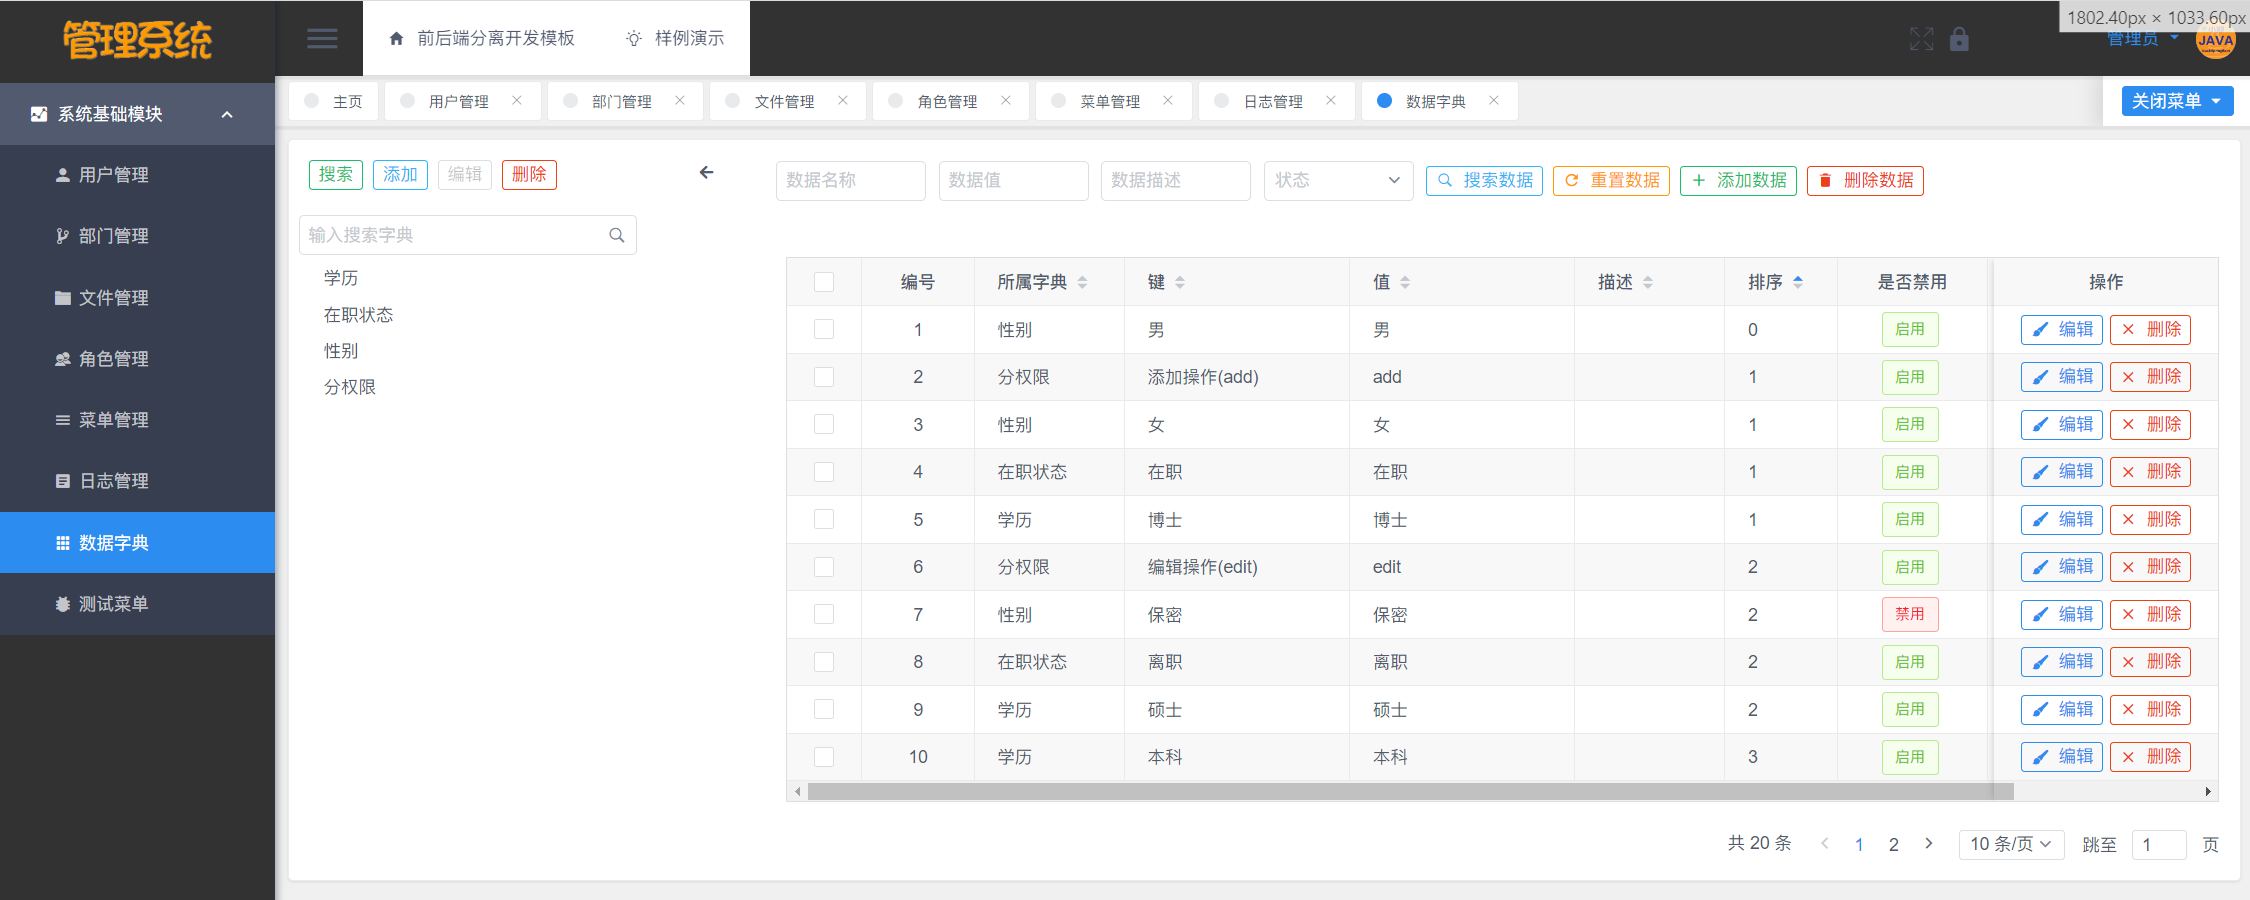 管理系统
前后端分离开发模板
样例演示
1802.40px × 1033.60px
管理员
JAVA
系统基础模块
用户管理
部门管理
文件管理
角色管理
菜单管理
日志管理
数据字典
测试菜单
主页
用户管理
部门管理
文件管理
角色管理
菜单管理
日志管理
数据字典
关闭菜单
搜索 添加 编辑 删除
输入搜索字典
学历
在职状态
性别
分权限
数据名称 数据值 数据描述 状态 搜索数据 重置数据 添加数据 删除数据
编号 所属字典 键 值 描述 排序 是否禁用 操作
1 性别 男 男 0 启用 编辑 删除
2 分权限 添加操作(add) add 1 启用 编辑 删除
3 性别 女 女 1 启用 编辑 删除
4 在职状态 在职 在职 1 启用 编辑 删除
5 学历 博士 博士 1 启用 编辑 删除
6 分权限 编辑操作(edit) edit 2 启用 编辑 删除
7 性别 保密 保密 2 禁用 编辑 删除
8 在职状态 离职 离职 2 启用 编辑 删除
9 学历 硕士 硕士 2 启用 编辑 删除
10 学历 本科 本科 3 启用 编辑 删除
共 20 条 1 2 10 条/页 跳至 1 页